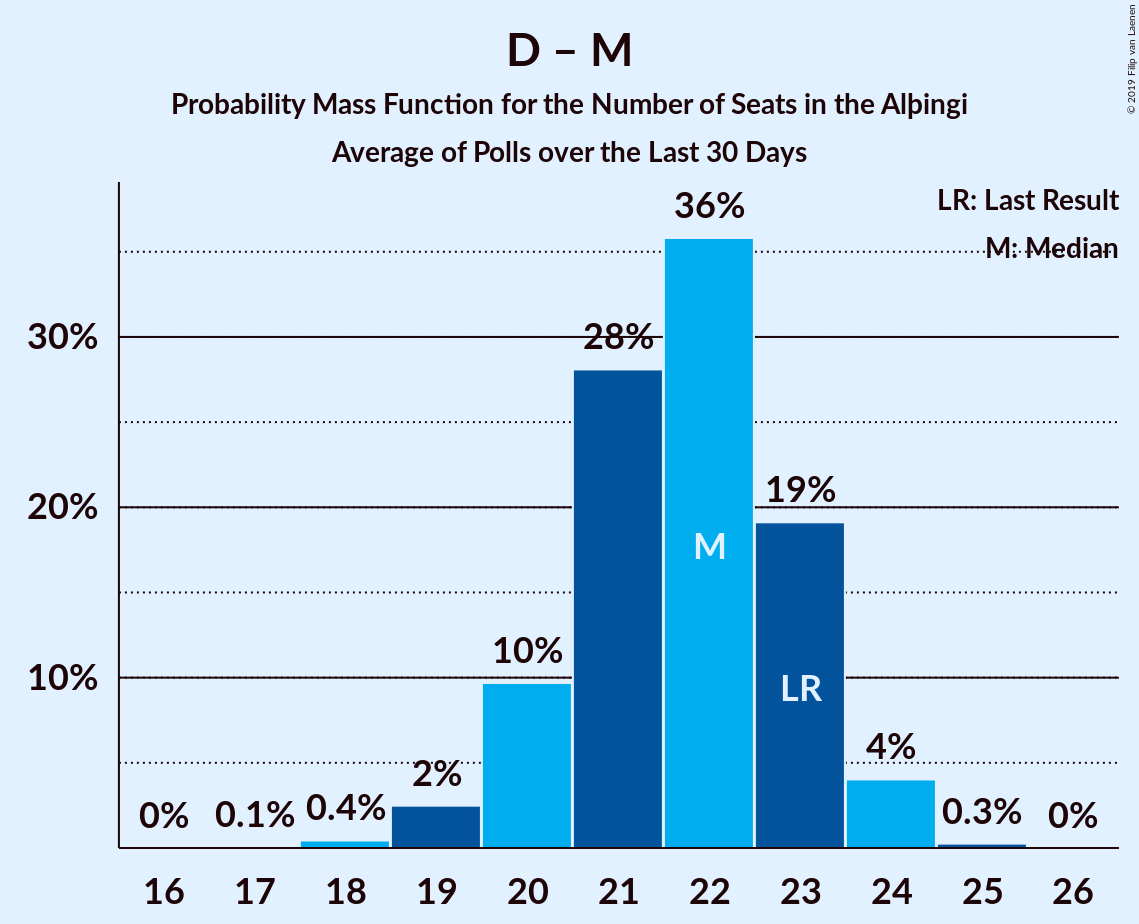 D – M
Probability Mass Function for the Number of Seats in the Alþingi
Average of Polls over the Last 30 Days
© 2019 Filip van Laenen
LR: Last Result
M: Median
36%
30%
28%
20%
19%
M
10%
10%
LR
4%
2%
0%
0.1%
0.4%
0.3%
0%
16 17 18 19 20 21 22 23 24 25 26